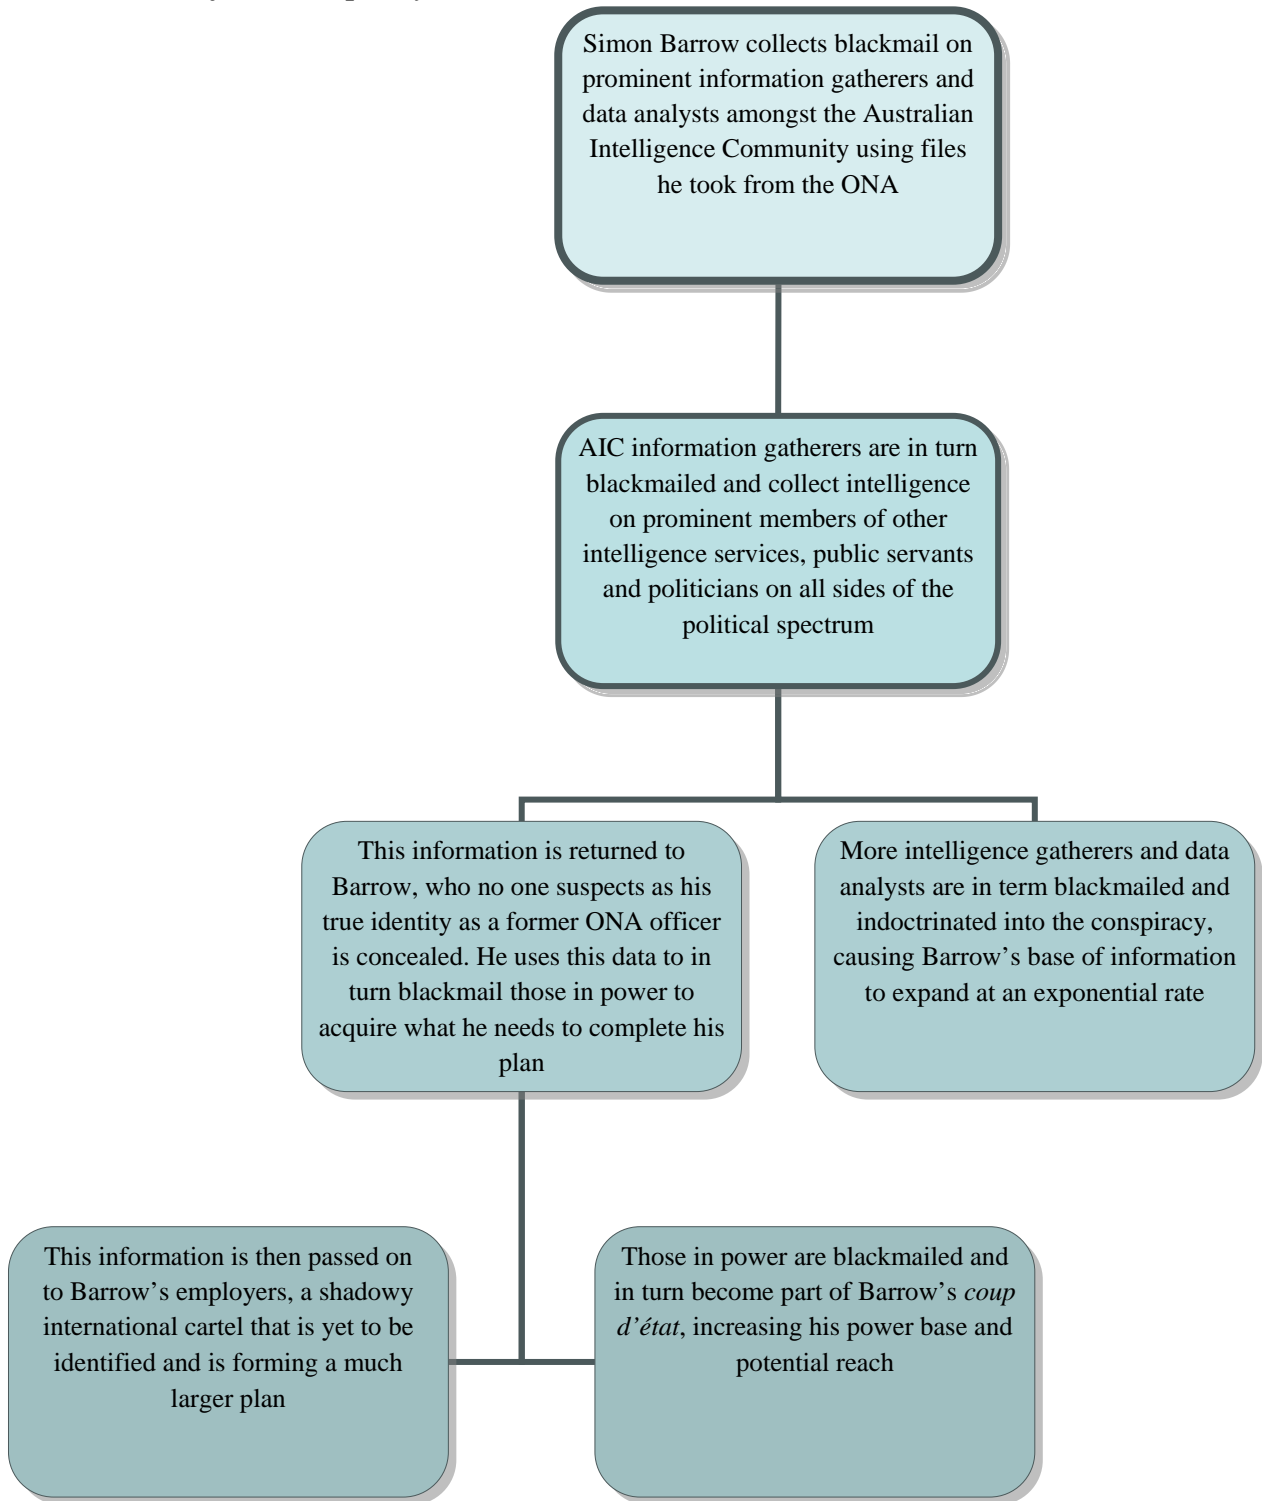 Simon Barrow collects blackmail on
prominent information gatherers and
data analysts amongst the Australian
Intelligence Community using files
he took from the ONA
AIC information gatherers are in turn
blackmailed and collect intelligence
on prominent members of other
intelligence services, public servants
and politicians on all sides of the
political spectrum
This information is returned to
Barrow, who no one suspects as his
true identity as a former ONA officer
is concealed. He uses this data to in
turn blackmail those in power to
acquire what he needs to complete his
plan
More intelligence gatherers and data
analysts are in term blackmailed and
indoctrinated into the conspiracy,
causing Barrow’s base of information
to expand at an exponential rate
This information is then passed on
to Barrow’s employers, a shadowy
international cartel that is yet to be
identified and is forming a much
larger plan
Those in power are blackmailed and
in turn become part of Barrow’s coup
d’état, increasing his power base and
potential reach